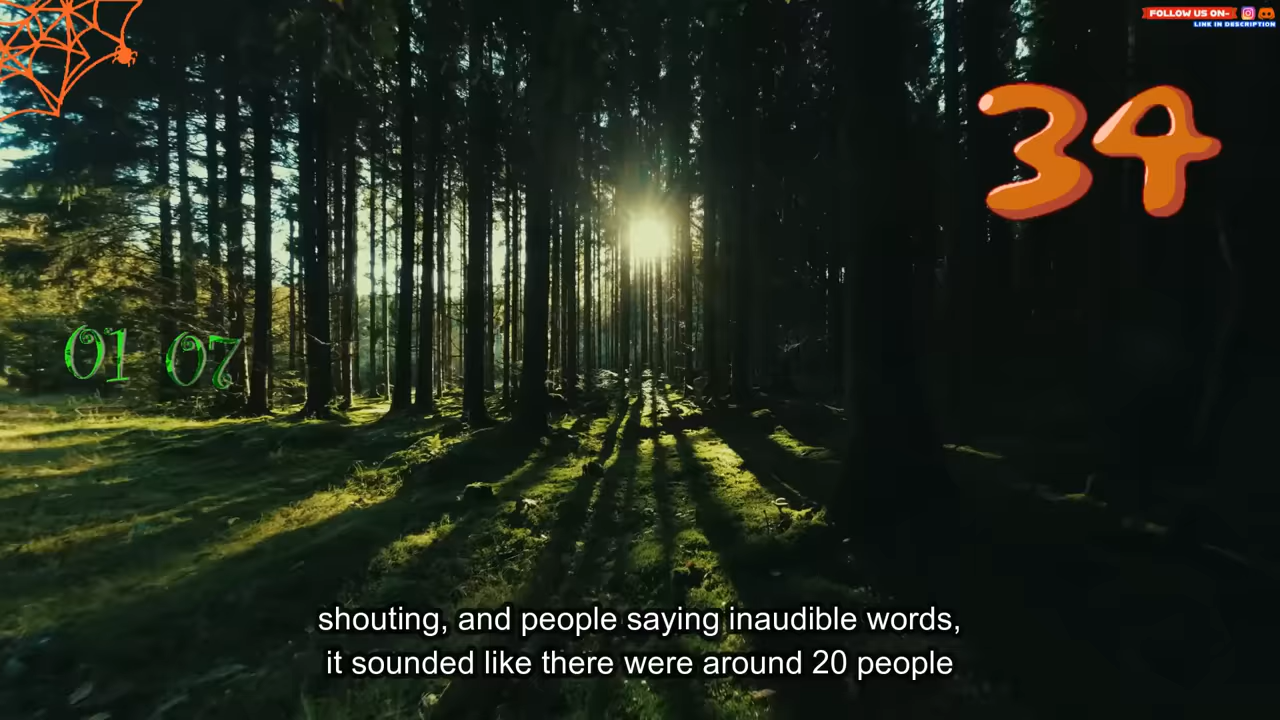 FOLLOW US ON-
LINK IN DESCRIPTION
34
01 07
shouting, and people saying inaudible words,
it sounded like there were around 20 people